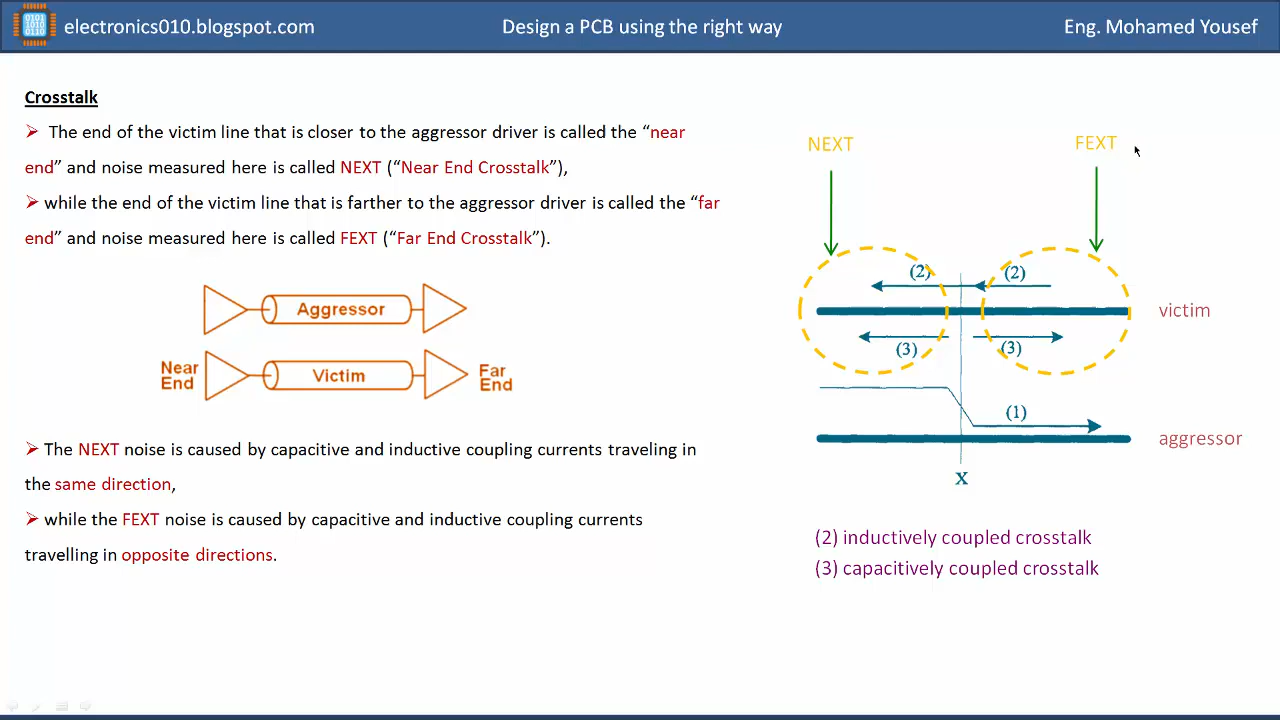 0101
1010
0110
electronics010.blogspot.com
Design a PCB using the right way
Eng. Mohamed Yousef
Crosstalk
➢ The end of the victim line that is closer to the aggressor driver is called the “near
end” and noise measured here is called NEXT (“Near End Crosstalk”),
➢ while the end of the victim line that is farther to the aggressor driver is called the “far
end” and noise measured here is called FEXT (“Far End Crosstalk”).
Aggressor
Near
End
Victim
Far
End
➢ The NEXT noise is caused by capacitive and inductive coupling currents traveling in
the same direction,
➢ while the FEXT noise is caused by capacitive and inductive coupling currents
travelling in opposite directions.
NEXT
FEXT
(2)
(2)
victim
(3)
(3)
(1)
aggressor
X
(2) inductively coupled crosstalk
(3) capacitively coupled crosstalk